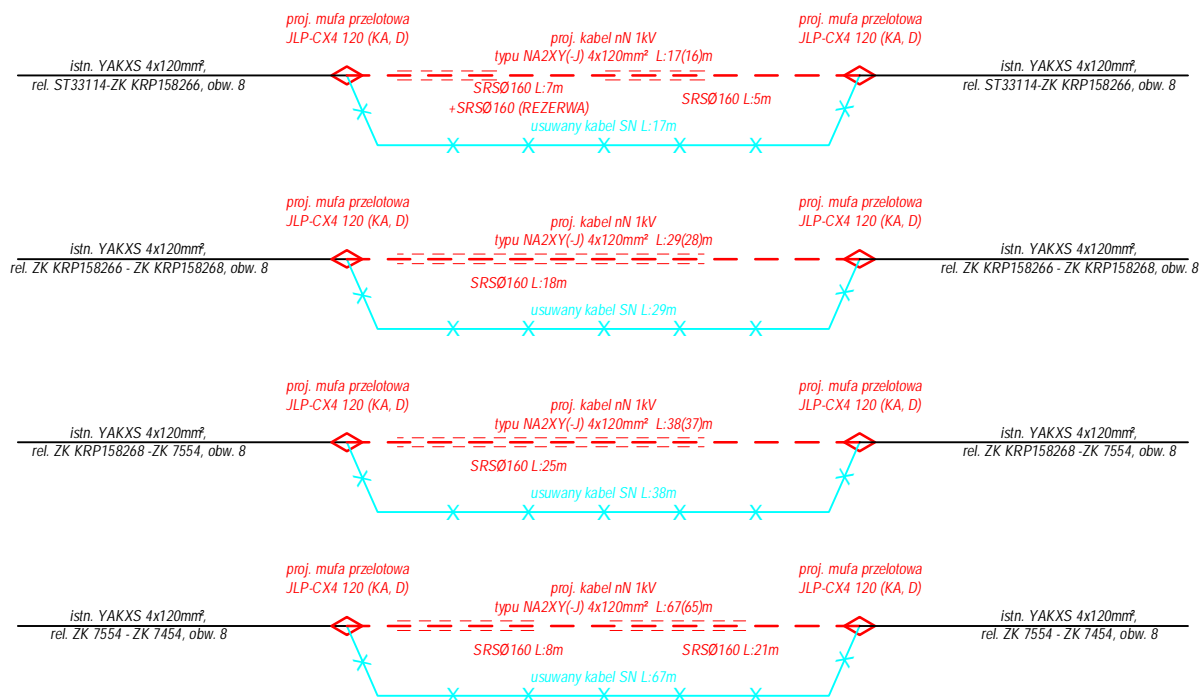 proj. mufa przelotowa
JLP-CX4 120 (KA, D)
proj. mufa przelotowa
JLP-CX4 120 (KA, D)
proj. kabel nN 1kV
typu NA2XY(-J) 4x120mm² L:17(16)m
istn. YAKXS 4x120mm²,
rel. ST33114-ZK KRP158266, obw. 8
istn. YAKXS 4x120mm²,
rel. ST33114-ZK KRP158266, obw. 8
SRSØ160 L:7m
+SRSØ160 (REZERWA)
SRSØ160 L:5m
usuwany kabel SN L:17m
proj. mufa przelotowa
JLP-CX4 120 (KA, D)
proj. mufa przelotowa
JLP-CX4 120 (KA, D)
proj. kabel nN 1kV
typu NA2XY(-J) 4x120mm² L:29(28)m
istn. YAKXS 4x120mm²,
rel. ZK KRP158266 - ZK KRP158268, obw. 8
istn. YAKXS 4x120mm²,
rel. ZK KRP158266 - ZK KRP158268, obw. 8
SRSØ160 L:18m
usuwany kabel SN L:29m
proj. mufa przelotowa
JLP-CX4 120 (KA, D)
proj. mufa przelotowa
JLP-CX4 120 (KA, D)
proj. kabel nN 1kV
typu NA2XY(-J) 4x120mm² L:38(37)m
istn. YAKXS 4x120mm²,
rel. ZK KRP158268 -ZK 7554, obw. 8
istn. YAKXS 4x120mm²,
rel. ZK KRP158268 -ZK 7554, obw. 8
SRSØ160 L:25m
usuwany kabel SN L:38m
proj. mufa przelotowa
JLP-CX4 120 (KA, D)
proj. mufa przelotowa
JLP-CX4 120 (KA, D)
proj. kabel nN 1kV
typu NA2XY(-J) 4x120mm² L:67(65)m
istn. YAKXS 4x120mm²,
rel. ZK 7554 - ZK 7454, obw. 8
istn. YAKXS 4x120mm²,
rel. ZK 7554 - ZK 7454, obw. 8
SRSØ160 L:8m
SRSØ160 L:21m
usuwany kabel SN L:67m